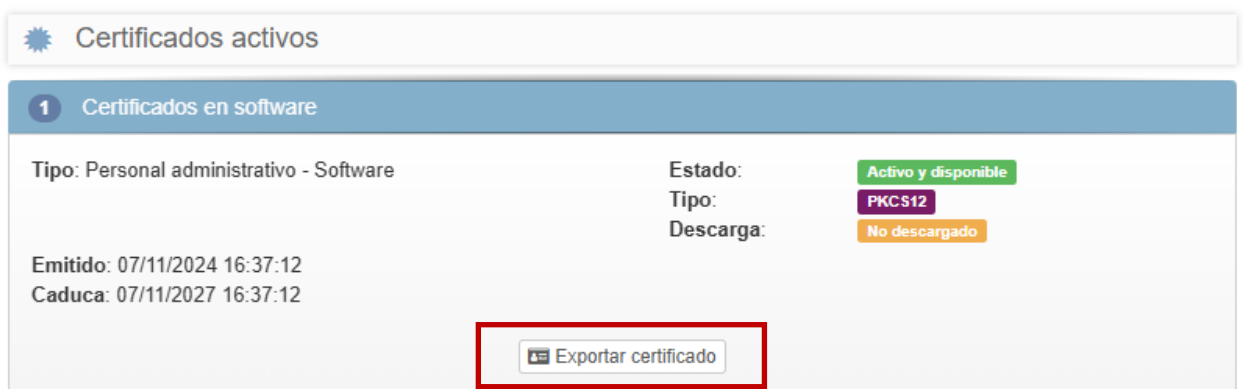 Certificados activos
1 Certificados en software
Tipo: Personal administrativo - Software
Estado: Activo y disponible
Tipo: PKCS12
Descarga: No descargado
Emitido: 07/11/2024 16:37:12
Caduca: 07/11/2027 16:37:12
Exportar certificado